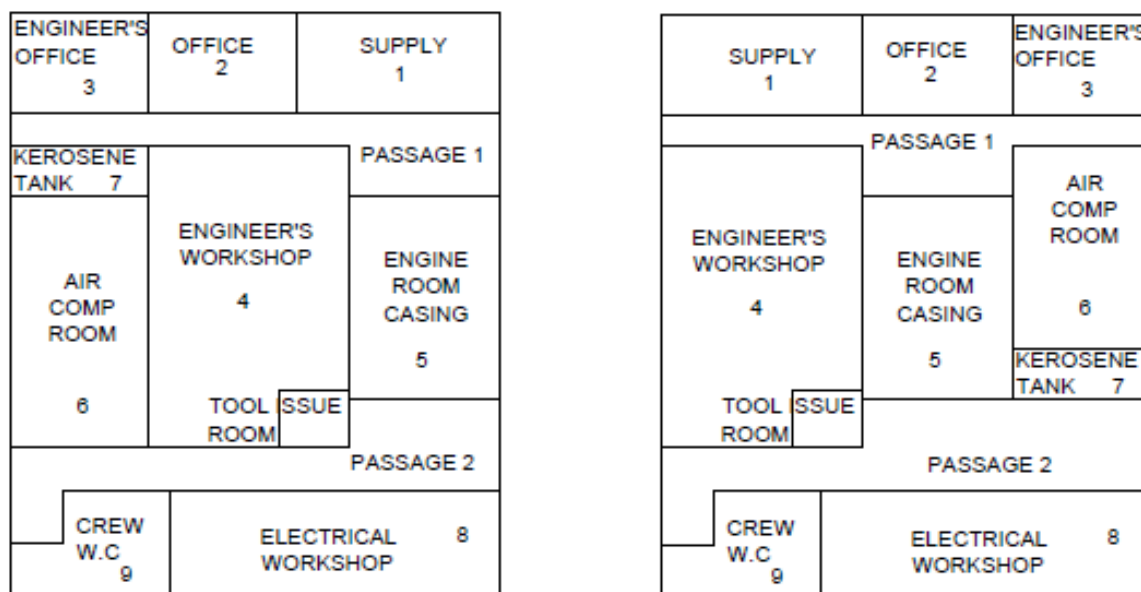 ENGINEER'S
OFFICE
3
OFFICE
2
SUPPLY
1
PASSAGE 1
KEROSENE
TANK 7
ENGINEER'S
WORKSHOP
4
ENGINE
ROOM
CASING
5
AIR
COMP
ROOM
6
TOOL ISSUE
ROOM
PASSAGE 2
CREW
W.C
9
ELECTRICAL 8
WORKSHOP
SUPPLY
1
OFFICE
2
ENGINEER'S
OFFICE
3
PASSAGE 1
AIR
COMP
ROOM
6
ENGINEER'S
WORKSHOP
4
ENGINE
ROOM
CASING
5
KEROSENE
TANK 7
TOOL ISSUE
ROOM
PASSAGE 2
CREW
W.C
9
ELECTRICAL 8
WORKSHOP